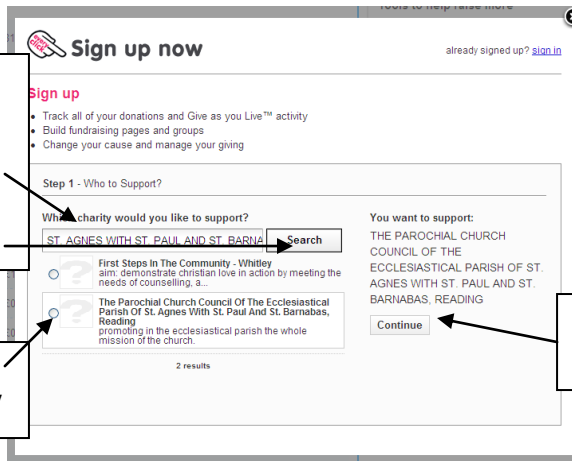 Tools to help raise more
every
click
Sign up now
already signed up? sign in
Sign up
Track all of your donations and Give as you Live™ activity
Build fundraising pages and groups
Change your cause and manage your giving
Step 1 - Who to Support?
Which charity would you like to support?
ST. AGNES WITH ST. PAUL AND ST. BARNA
Search
First Steps In The Community - Whitley
aim: demonstrate christian love in action by meeting the
needs of counselling, a...
The Parochial Church Council Of The Ecclesiastical
Parish Of St. Agnes With St. Paul And St. Barnabas,
Reading
promoting in the ecclesiastical parish the whole
mission of the church.
2 results
You want to support:
THE PAROCHIAL CHURCH
COUNCIL OF THE
ECCLESIASTICAL PARISH OF ST.
AGNES WITH ST. PAUL AND ST.
BARNABAS, READING
Continue